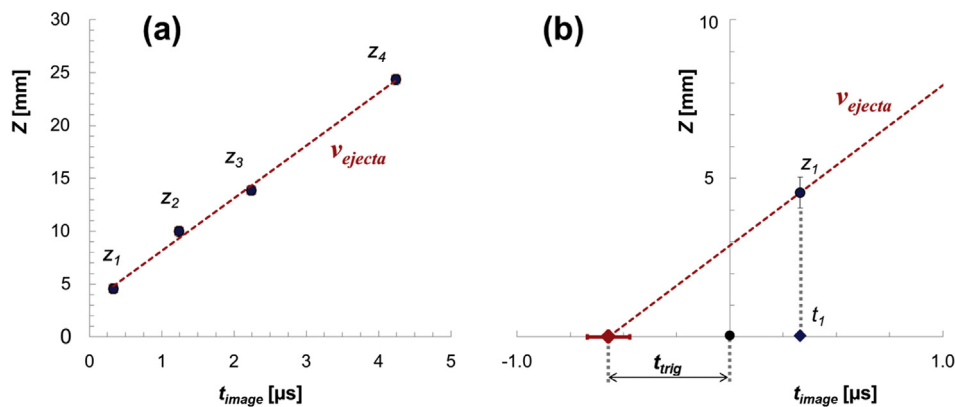 (a)
Z [mm]
30
25
20
15
10
5
0
z4
z3
z2
z1
vejecta
0 1 2 3 4 5
timage [µs]
(b)
Z [mm]
10
5
vejecta
z1
t1
-1.0 1.0
ttrig
timage [µs]